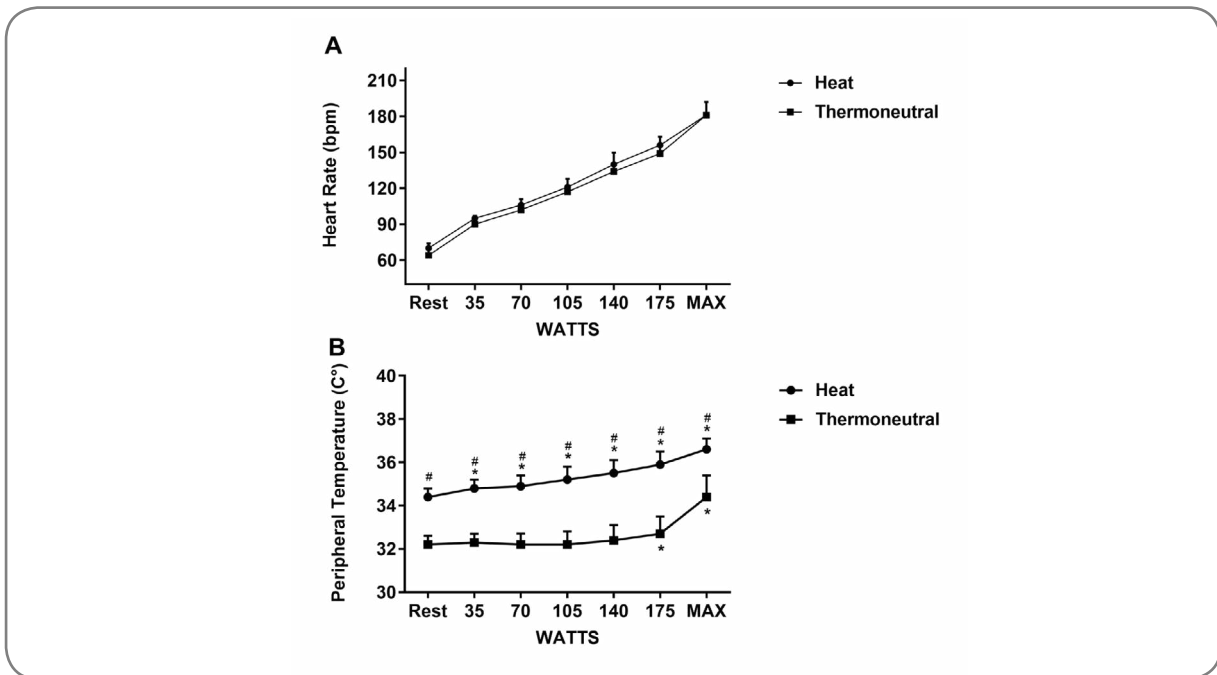 A
Heart Rate (bpm)
210
180
150
120
90
60
Rest 35 70 105 140 175 MAX
WATTS
Heat
Thermoneutral
B
Peripheral Temperature (C°)
40
38
36
34
32
30
# # # # # # #
* * * * * *
* *
Rest 35 70 105 140 175 MAX
WATTS
Heat
Thermoneutral